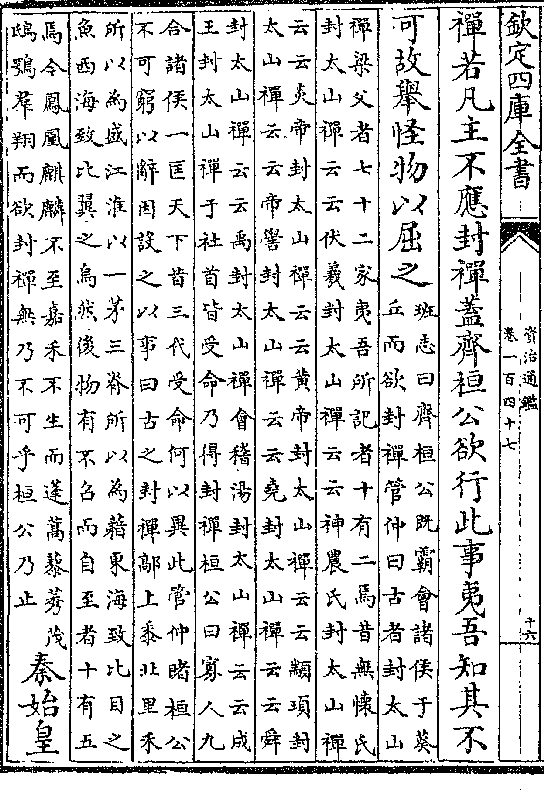 欽定四庫全書
資治通鑑
卷一百四十七
十六
禪若凡主不應封禪蓋齊桓公欲行此事夷吾知其不
可故舉怪物以屈之
班志曰齊桓公既霸會諸侯于葵
丘而欲封禪管仲曰古者封太山
禪梁父者七十二家夷吾所記者十有二焉昔無懷氏
封太山禪云云伏羲封太山禪云云神農氏封太山禪
云云炎帝封太山禪云云黃帝封太山禪云云顓頊封
太山禪云云帝嚳封太山禪云云堯封太山禪云云舜
封太山禪云云禹封太山禪會稽湯封太山禪云云成
王封太山禪于社首皆受命乃得封禪桓公曰寡人九
合諸侯一匡天下昔三代受命何以異此管仲睹桓公
不可窮以辭因設之以事曰古之封禪鄗上黍北里禾
所以為盛江淮以一茅三脊所以為藉東海致比目之
魚西海致比翼之鳥然後物有不召而自至者十有五
焉今鳳凰麒麟不至嘉禾不生而蓬蒿藜莠茂
鴟鴞羣翔而欲封禪無乃不可乎桓公乃止
秦始皇